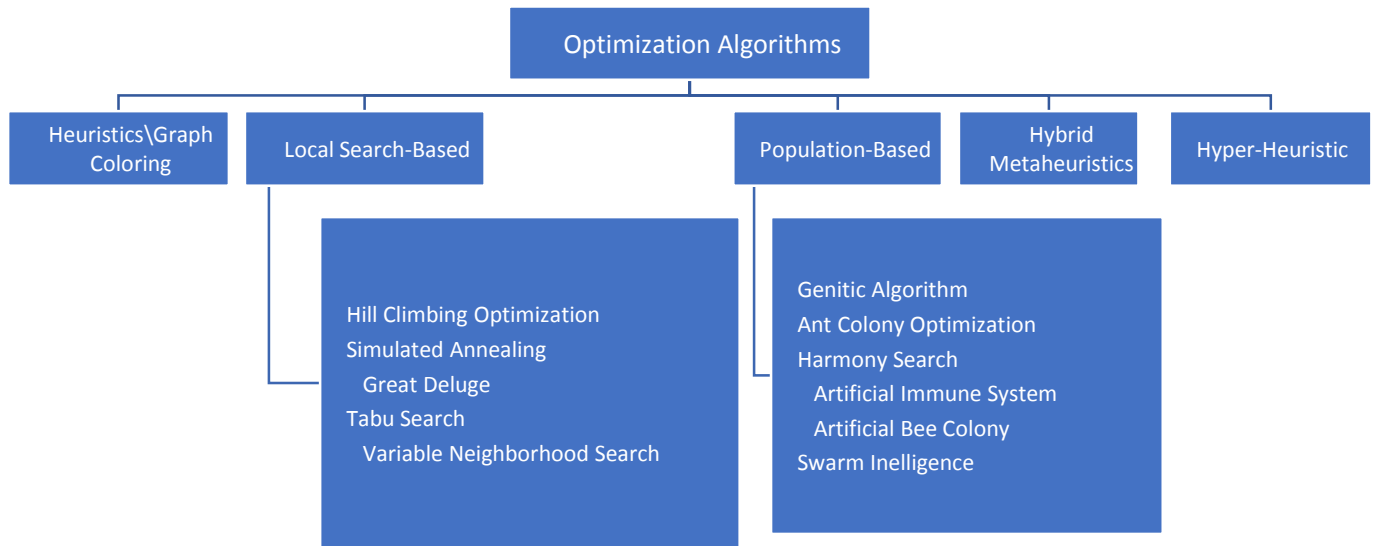 Optimization Algorithms
Heuristics\Graph
Coloring
Local Search-Based
Population-Based
Hybrid
Metaheuristics
Hyper-Heuristic
Hill Climbing Optimization
Simulated Annealing
Great Deluge
Tabu Search
Variable Neighborhood Search
Genitic Algorithm
Ant Colony Optimization
Harmony Search
Artificial Immune System
Artificial Bee Colony
Swarm Inelligence